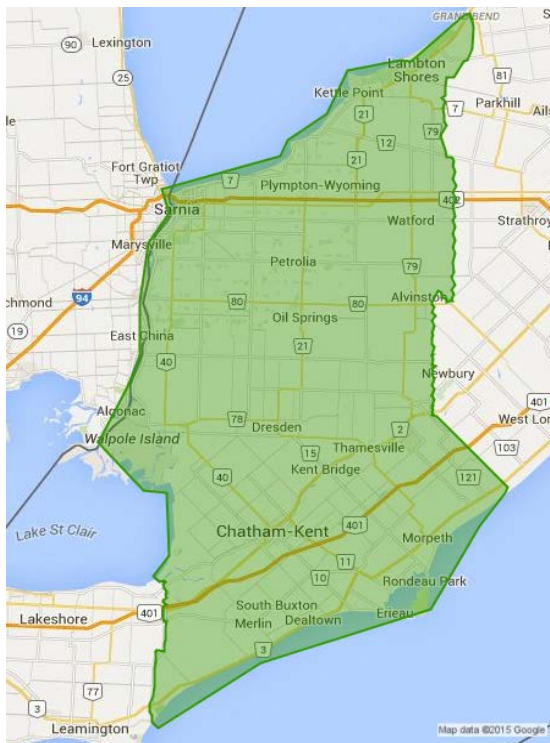 GRAND BEND
90
Lexington
Lambton
Shores
25
81
Kettle Point
Parkhill
7
21
Fort Gratiot
Twp
12
79
21
7
Plympton-Wyoming
402
Sarnia
Watford
Strathroy
Marysville
Petrolia
79
94
80
80
Alvinston
19
Oil Springs
East China
21
40
Newbury
401
Algonac
78
West Lor
Walpole Island
Dresden
2
103
Thamesville
15
Kent Bridge
40
121
Lake St Clair
Chatham-Kent
401
Morpeth
11
10
Rondeau Park
Lakeshore
401
South Buxton
Erieau
Merlin
Dealtown
3
77
3
Leamington
Map data ©2015 Google